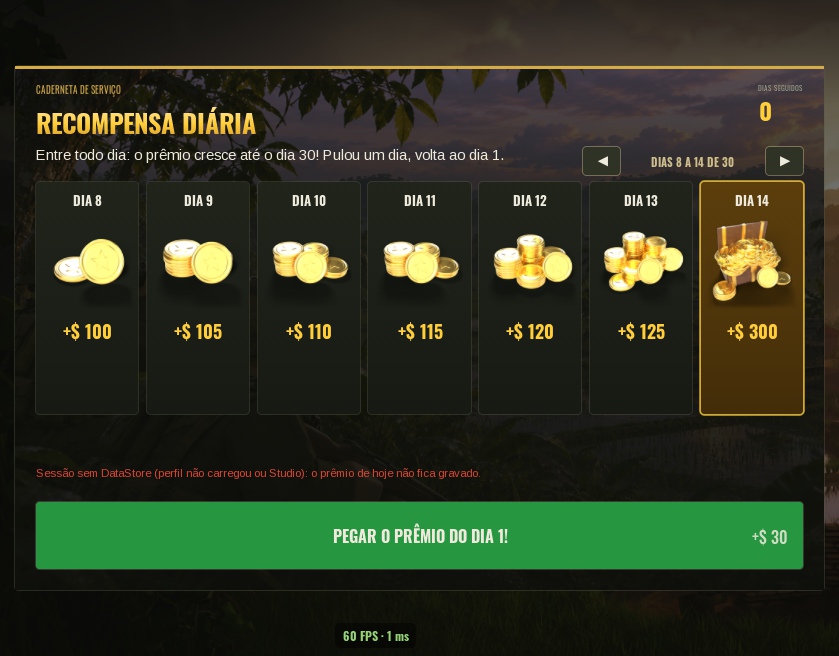 CADERNETA DE SERVIÇO
DIAS SEGUIDOS
RECOMPENSA DIÁRIA
0
Entre todo dia: o prêmio cresce até o dia 30! Pulou um dia, volta ao dia 1.
DIAS 8 A 14 DE 30
DIA 8
DIA 9
DIA 10
DIA 11
DIA 12
DIA 13
DIA 14
+$ 100
+$ 105
+$ 110
+$ 115
+$ 120
+$ 125
+$ 300
Sessão sem DataStore (perfil não carregou ou Studio): o prêmio de hoje não fica gravado.
PEGAR O PRÊMIO DO DIA 1!
+$ 30
60 FPS · 1 ms